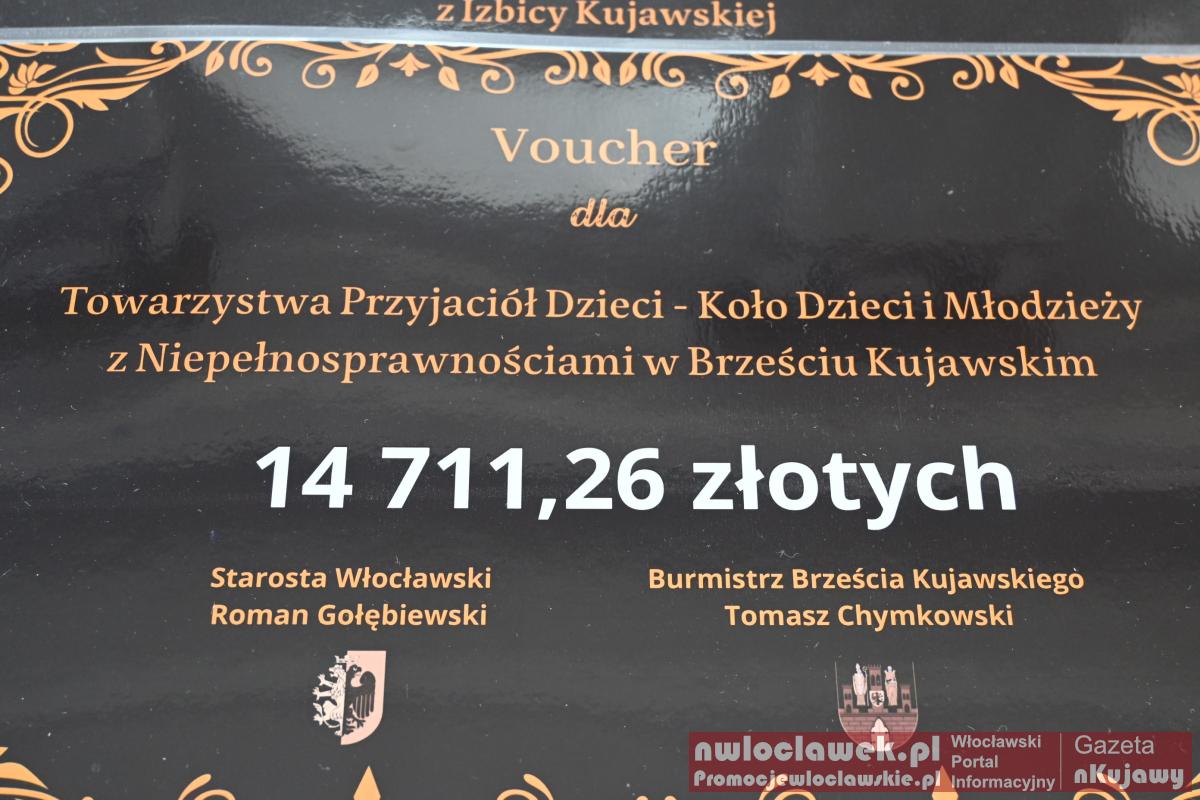 z Izbicy Kujawskiej
Voucher
dla
Towarzystwa Przyjaciół Dzieci - Koło Dzieci i Młodzieży
z Niepełnosprawnościami w Brześciu Kujawskim
14 711,26 złotych
Starosta Włocławski
Roman Gołębiewski
Burmistrz Brześcia Kujawskiego
Tomasz Chymkowski
nwloclawek.pl
Promocjewloclawskie.pl
Włocławski
Portal
Informacyjny
Gazeta
nKujawy